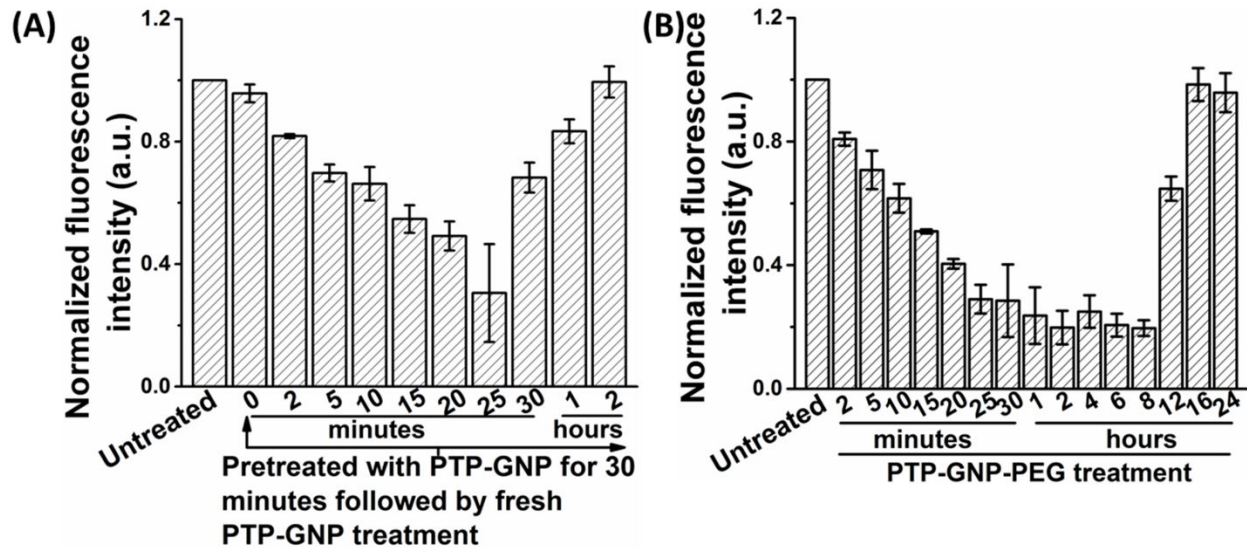 (A)
Normalized fluorescence
intensity (a.u.)
1.2
0.8
0.4
0.0
Untreated 0 2 5 10 15 20 25 30 1 2
minutes hours
Pretreated with PTP-GNP for 30
minutes followed by fresh
PTP-GNP treatment
(B)
Normalized fluorescence
intensity (a.u.)
1.2
0.8
0.4
0.0
Untreated 2 5 10 15 20 25 30 1 2 4 6 8 12 16 24
minutes hours
PTP-GNP-PEG treatment